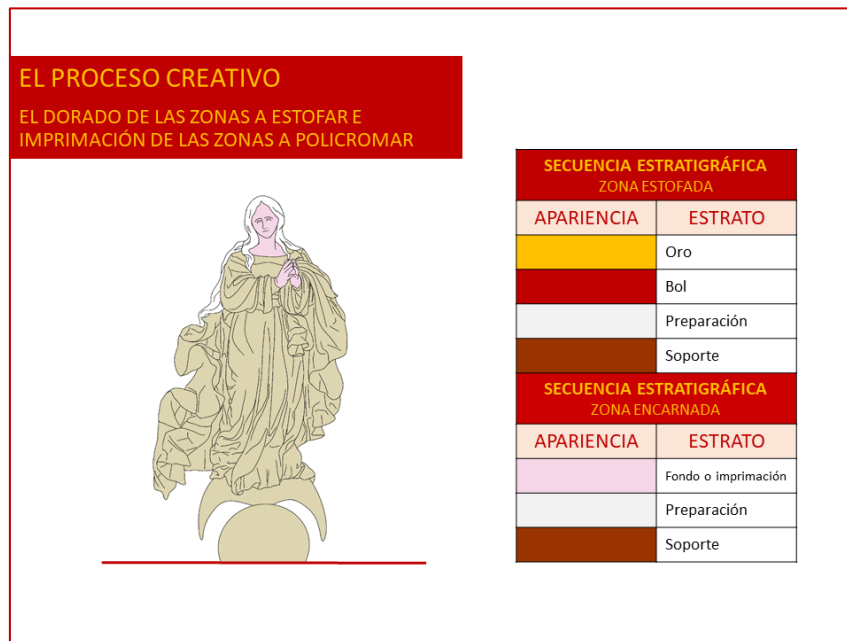 EL PROCESO CREATIVO
EL DORADO DE LAS ZONAS A ESTOFAR E
IMPRIMACIÓN DE LAS ZONAS A POLICROMAR
SECUENCIA ESTRATIGRÁFICA
ZONA ESTOFADA
APARIENCIA ESTRATO
Oro
Bol
Preparación
Soporte
SECUENCIA ESTRATIGRÁFICA
ZONA ENCARNADA
APARIENCIA ESTRATO
Fondo o imprimación
Preparación
Soporte